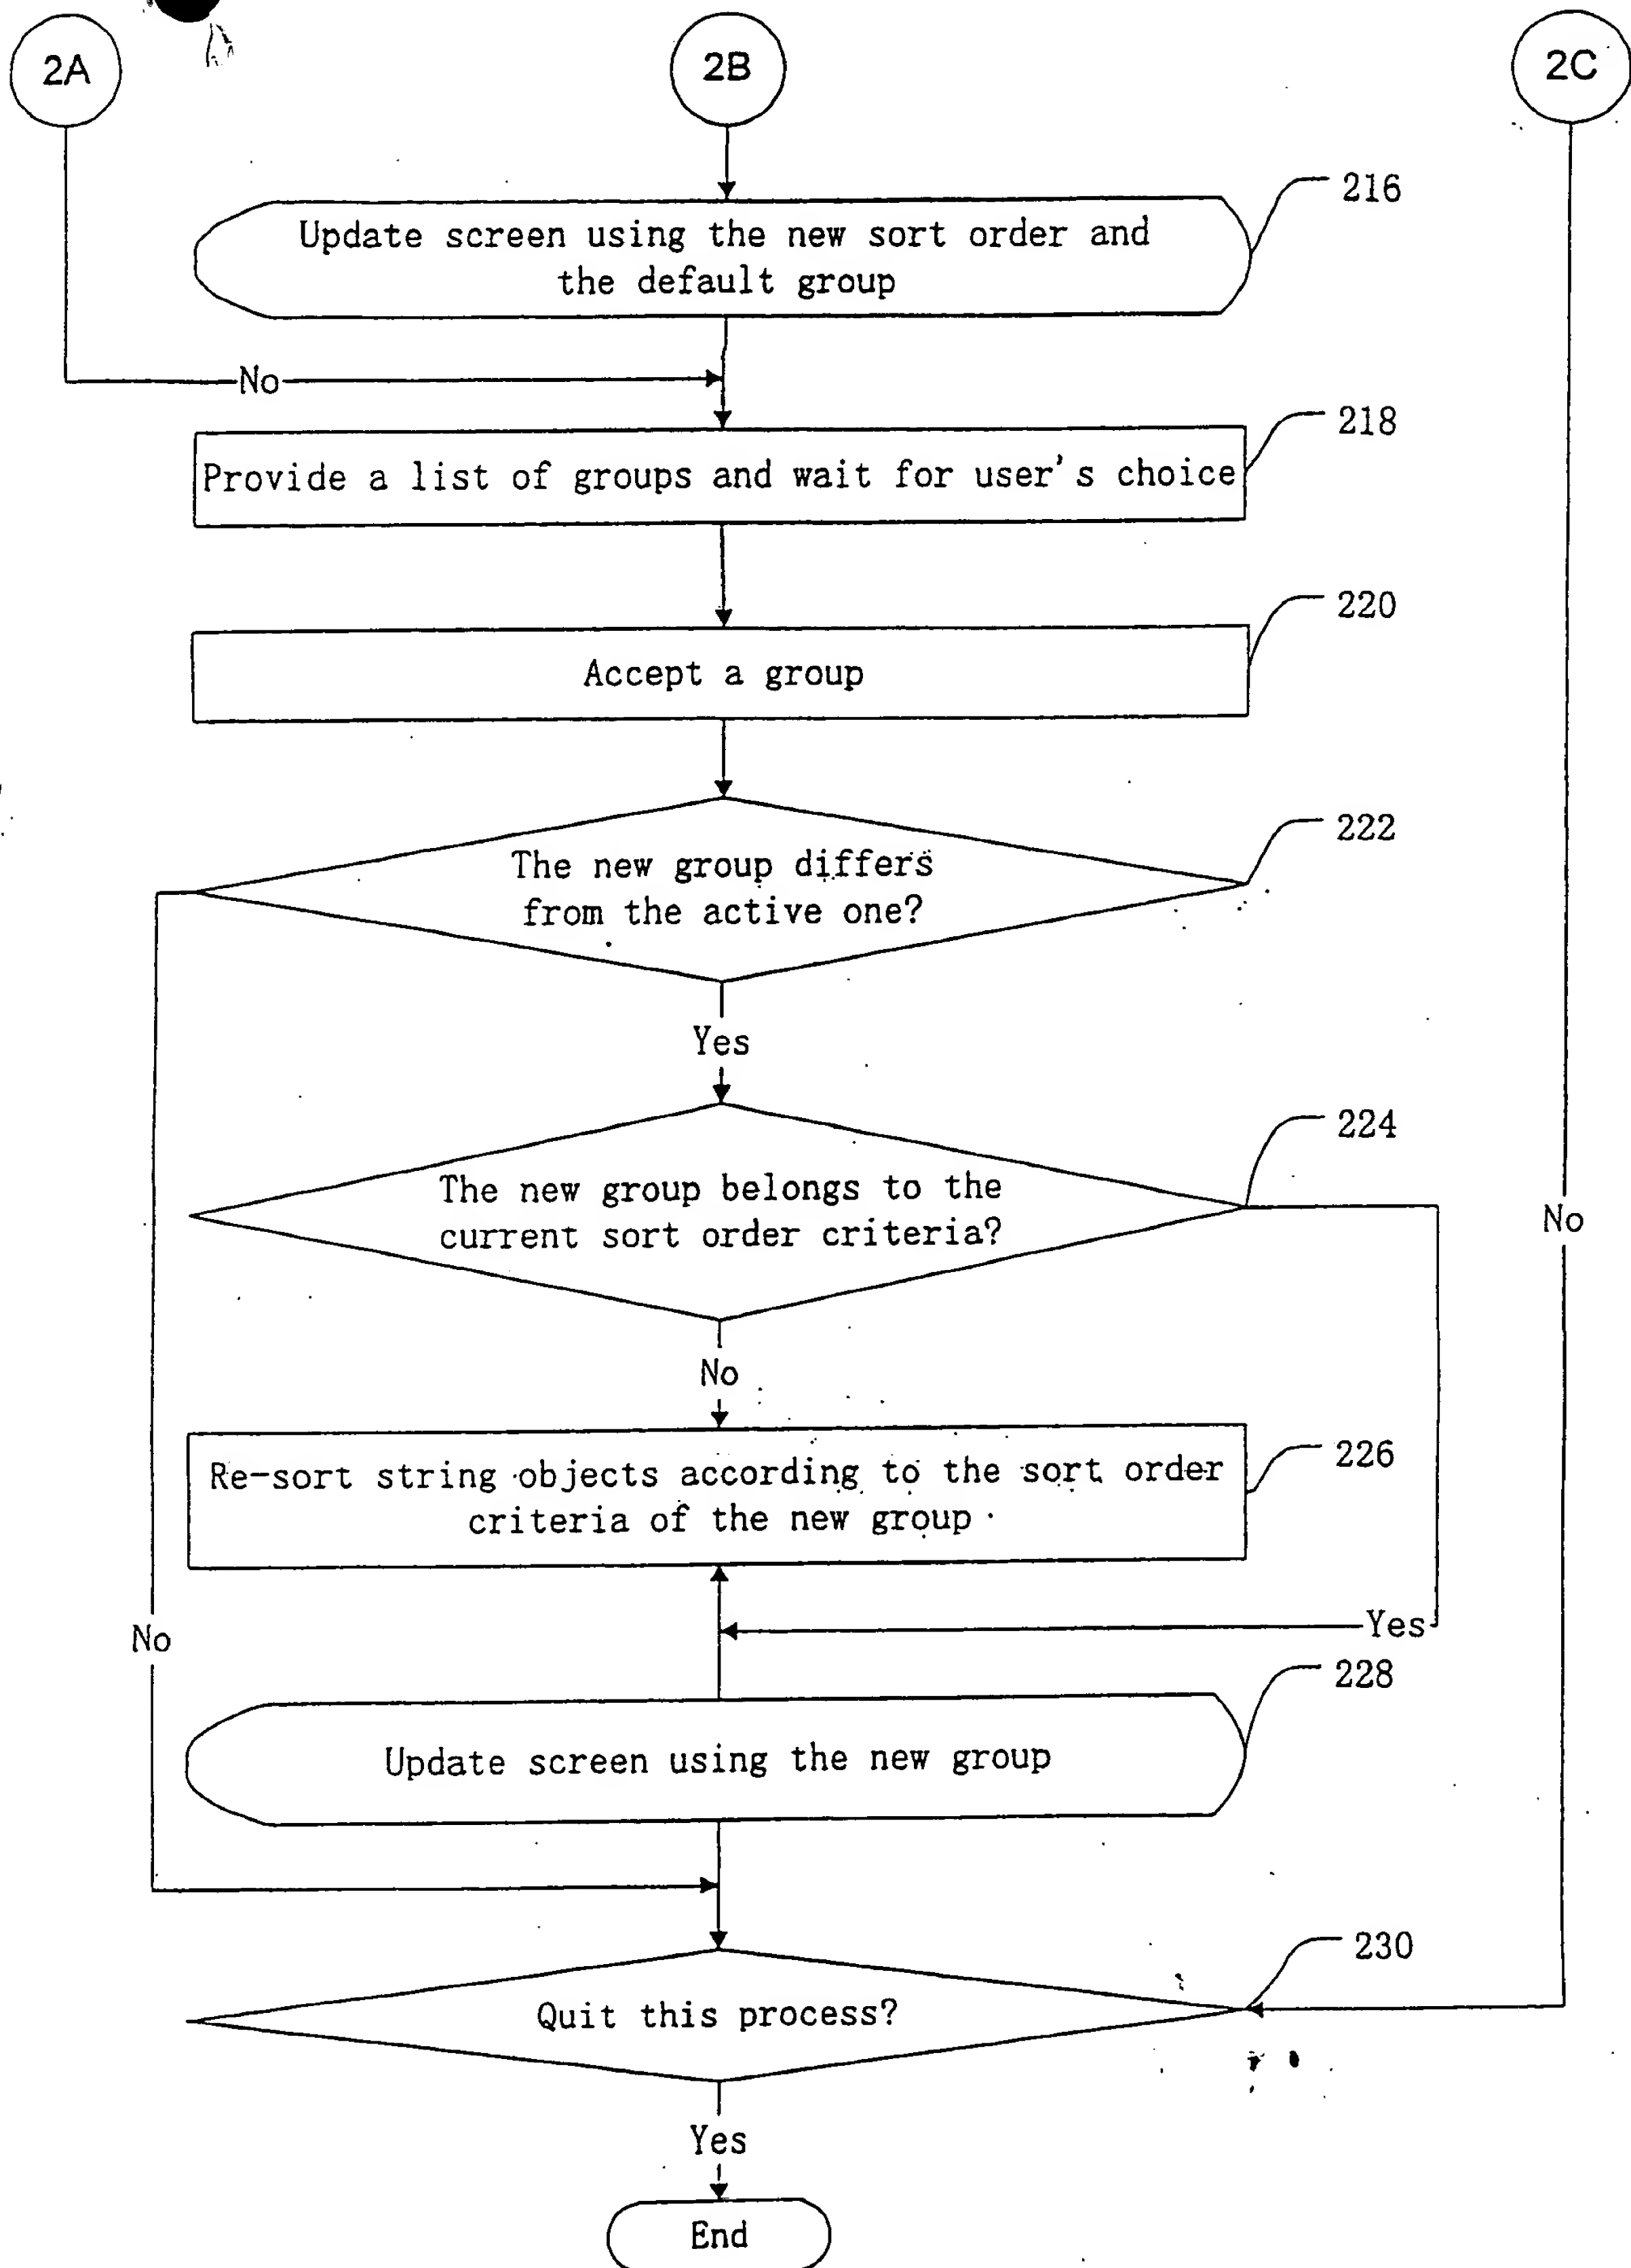 2A
2B
2C
216
Update screen using the new sort order and
the default group
No
218
Provide a list of groups and wait for user's choice
220
Accept a group
222
The new group differs
from the active one?
Yes
224
The new group belongs to the
current sort order criteria?
No
No
226
Re-sort string objects according to the sort order
criteria of the new group
Yes
No
228
Update screen using the new group
230
Quit this process?
Yes
End